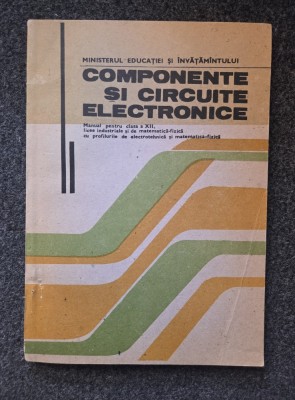 MINISTERUL EDUCAȚIEI ȘI ÎNVĂȚĂMÎNTULUI
COMPONENTE
ȘI CIRCUITE
ELECTRONICE
Manual pentru clasa a XII,
licee industriale și de matematică-fizică
cu profilurile de electrotehnică și matematică-fizică